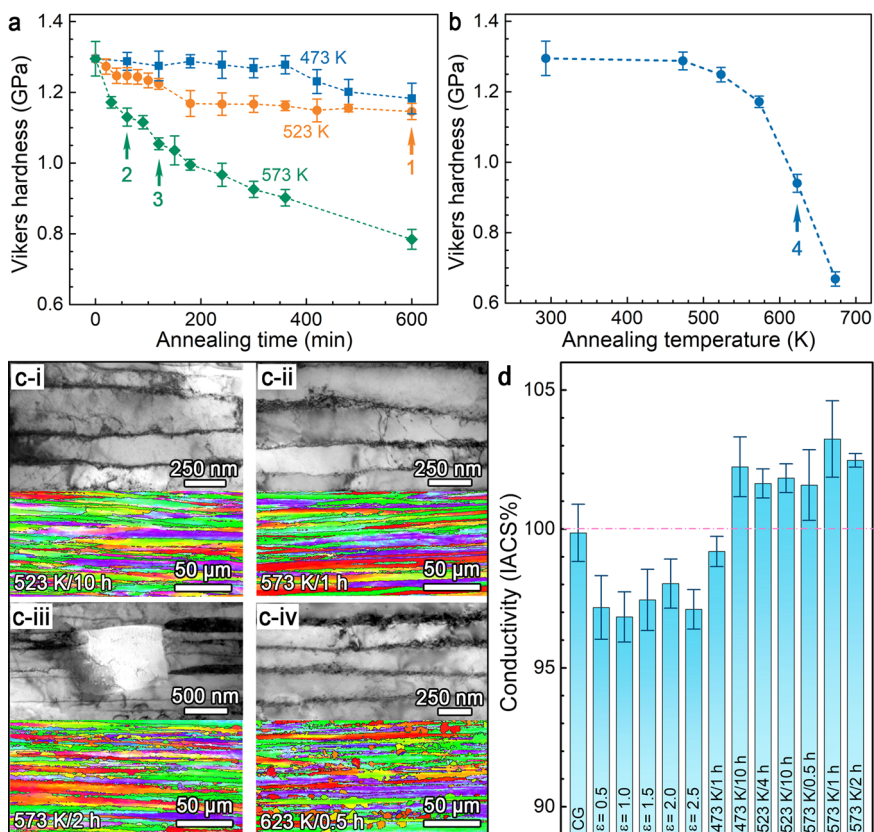 a
Vikers hardness (GPa)
1.4
1.2
1.0
0.8
0.6
473 K
523 K
573 K
1
2
3
0
200
400
600
Annealing time (min)
b
Vikers hardness (GPa)
1.4
1.2
1.0
0.8
0.6
4
300
400
500
600
700
Annealing temperature (K)
c-i
250 nm
523 K/10 h
50 μm
c-ii
250 nm
573 K/1 h
50 μm
c-iii
500 nm
573 K/2 h
50 μm
c-iv
250 nm
623 K/0.5 h
50 μm
d
Conductivity (IACS%)
105
100
95
90
CG
ε = 0.5
ε = 1.0
ε = 1.5
ε = 2.0
ε = 2.5
473 K/1 h
473 K/10 h
523 K/4 h
523 K/10 h
573 K/0.5 h
573 K/1 h
573 K/2 h